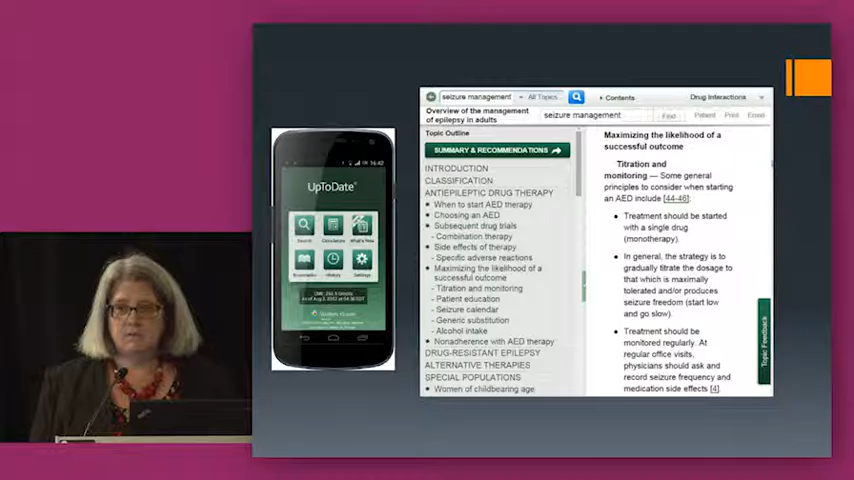 16:42
UpToDate
Search
Calculators
What's New
Bookmarks
History
Settings
seizure management
All Topics
Contents
Drug Interactions
Overview of the management
of epilepsy in adults
seizure management
Find
Patient
Print
Email
Topic Outline
SUMMARY & RECOMMENDATIONS
INTRODUCTION
CLASSIFICATION
ANTIEPILEPTIC DRUG THERAPY
• When to start AED therapy
• Choosing an AED
• Subsequent drug trials
- Combination therapy
• Side effects of therapy
- Specific adverse reactions
• Maximizing the likelihood of a
successful outcome
- Titration and monitoring
- Patient education
- Seizure calendar
- Generic substitution
- Alcohol intake
• Nonadherence with AED therapy
DRUG-RESISTANT EPILEPSY
ALTERNATIVE THERAPIES
SPECIAL POPULATIONS
• Women of childbearing age
Maximizing the likelihood of a
successful outcome
Titration and
monitoring — Some general
principles to consider when starting
an AED include [44-46]:
• Treatment should be started
with a single drug
(monotherapy).
• In general, the strategy is to
gradually titrate the dosage to
that which is maximally
tolerated and/or produces
seizure freedom (start low
and go slow).
• Treatment should be
monitored regularly. At
regular office visits,
physicians should ask and
record seizure frequency and
medication side effects [4].
Topic Feedback